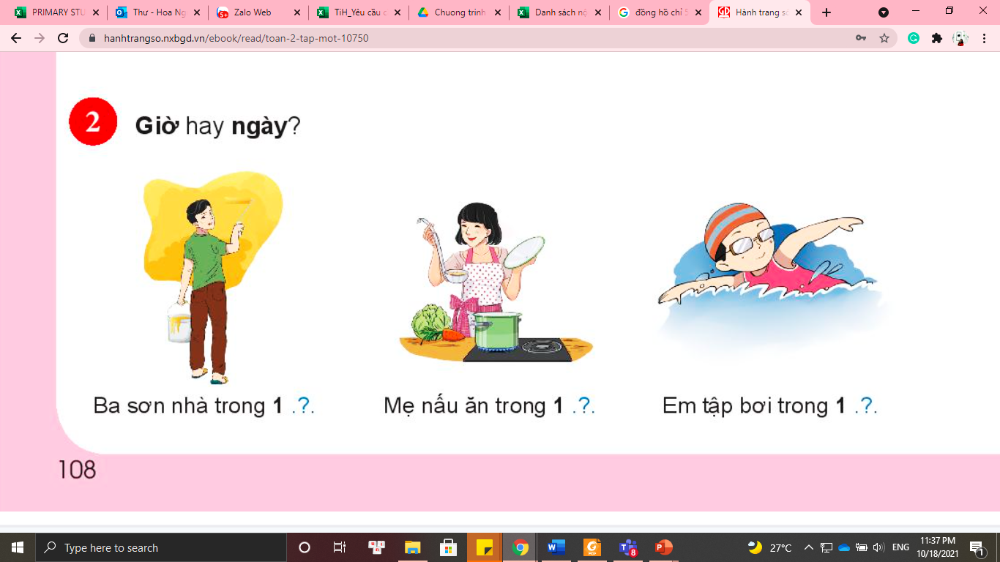 PRIMARY STU
Thư - Hoa Ng
Zalo Web
TiH_Yêu cầu c
Chuong trinh
Danh sách nộ
đồng hồ chỉ 5
Hành trang số
hanhtrangso.nxbgd.vn/ebook/read/toan-2-tap-mot-10750
2 Giờ hay ngày?
Ba sơn nhà trong 1 .?.
Mẹ nấu ăn trong 1 .?.
Em tập bơi trong 1 .?.
108
Type here to search
8
27°C
ENG
11:37 PM
10/18/2021
1